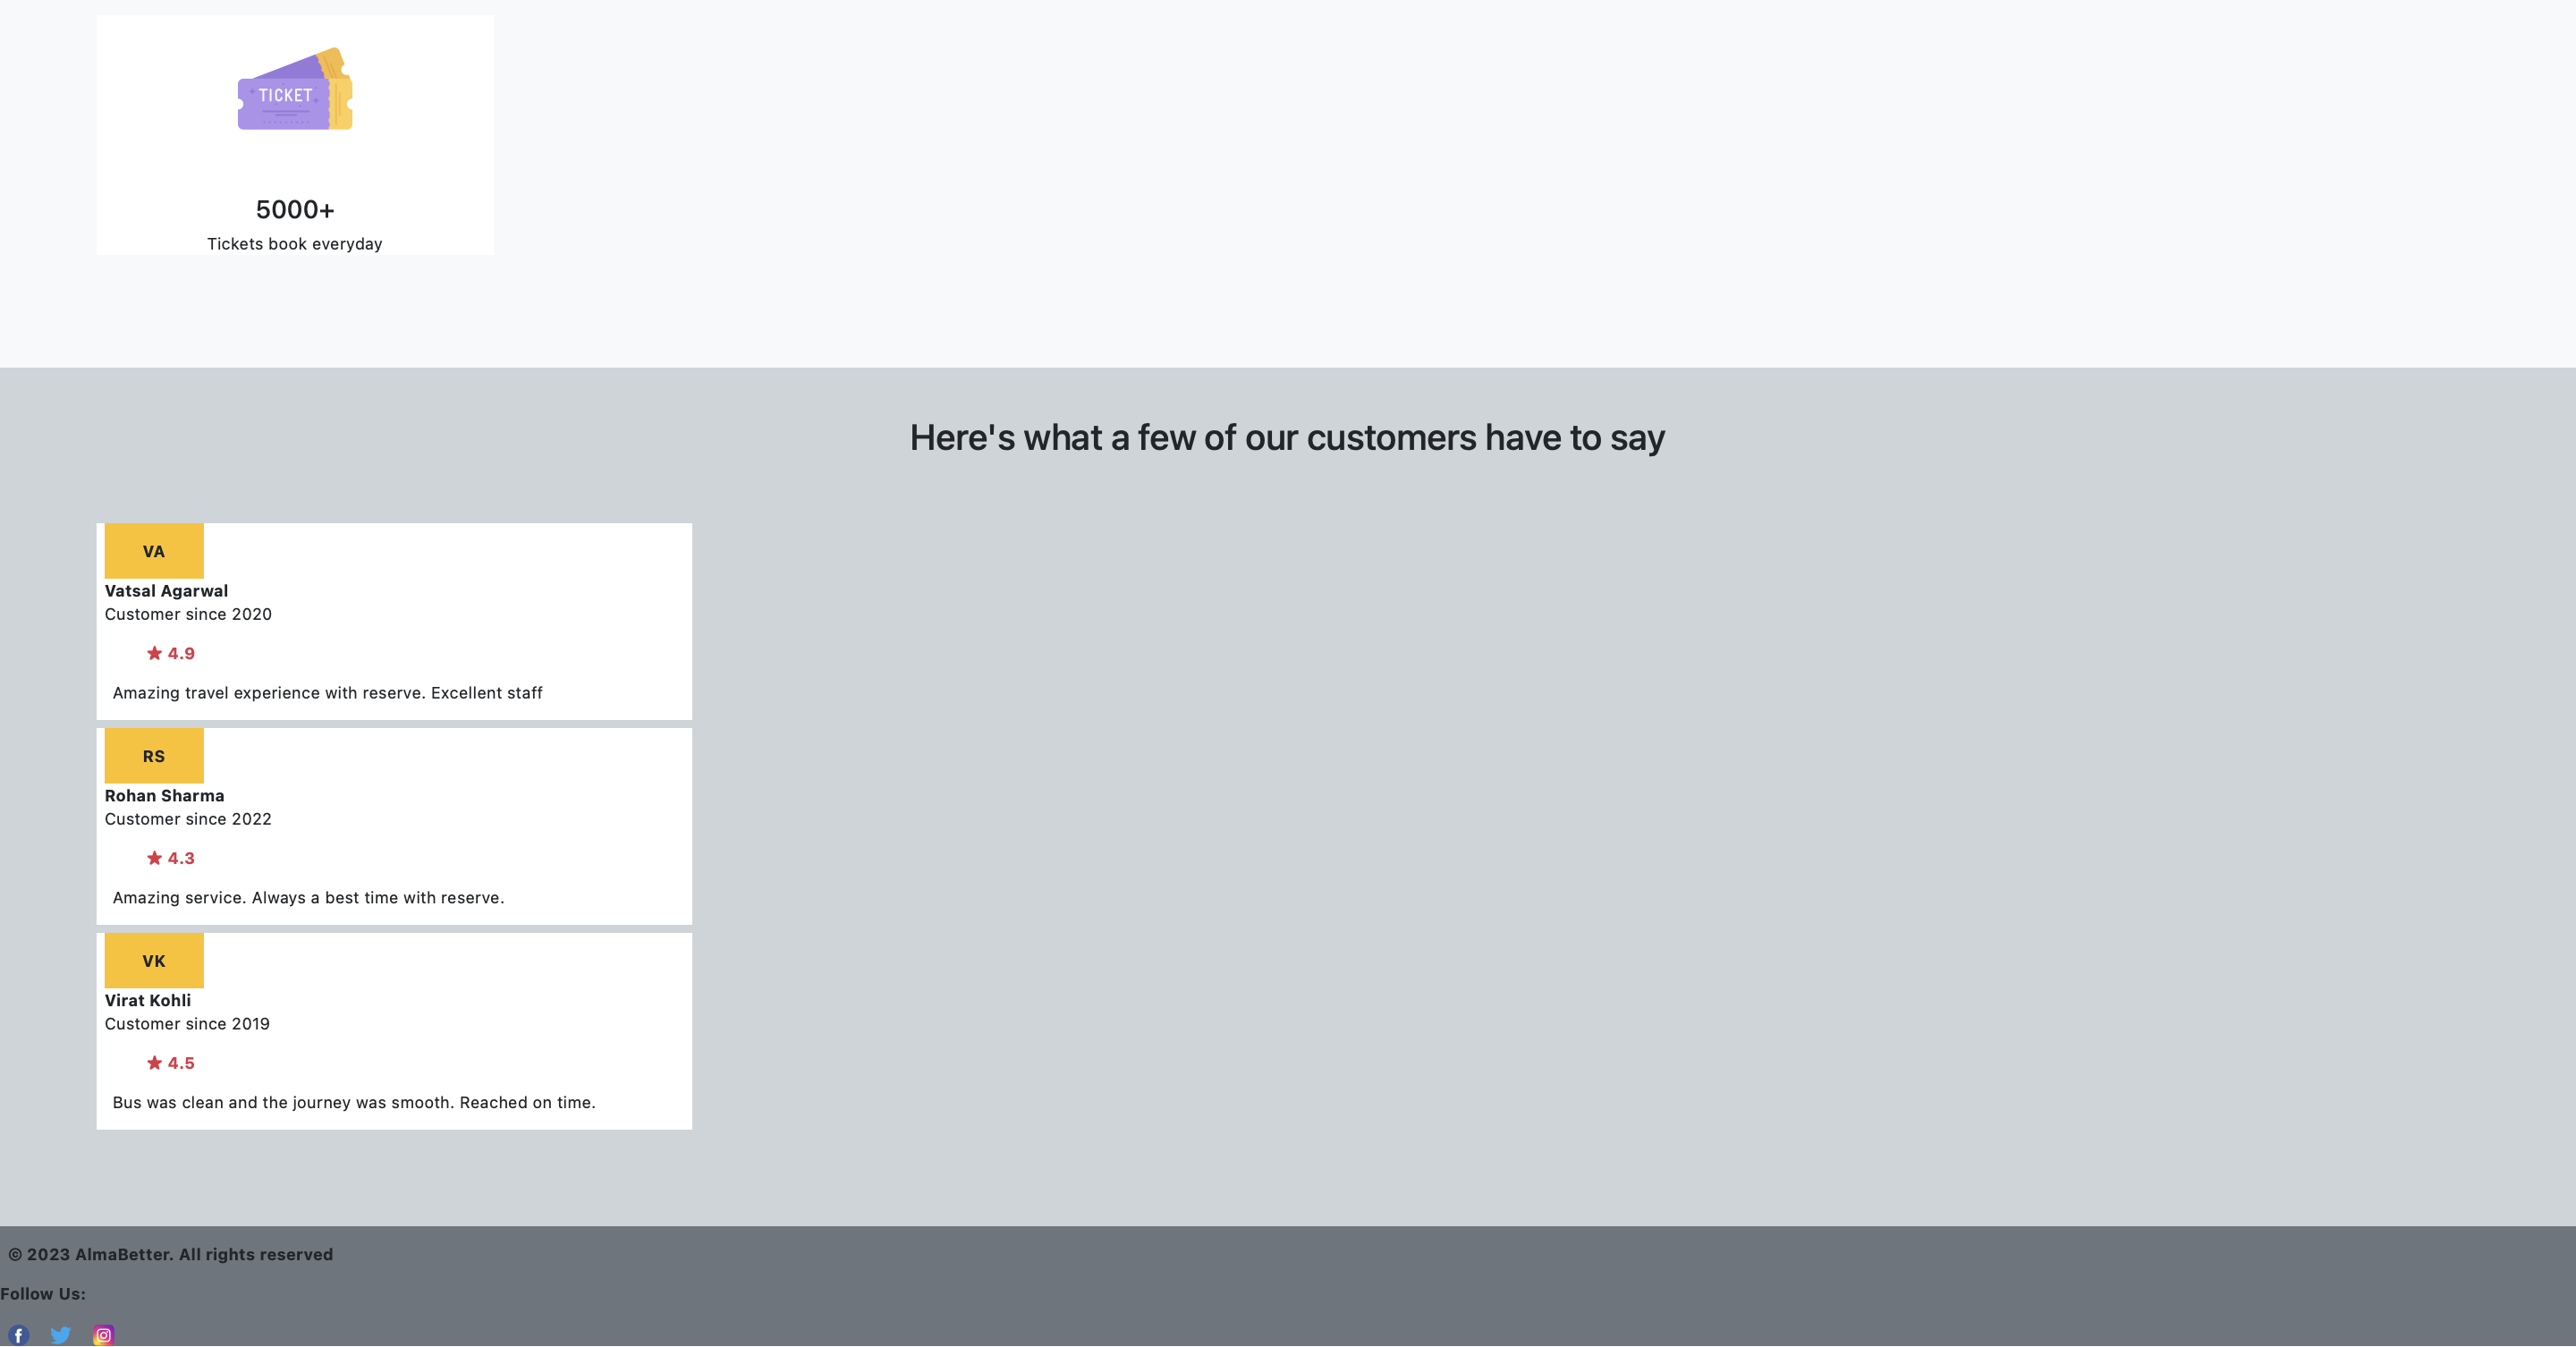 TICKET
5000+
Tickets book everyday
Here's what a few of our customers have to say
VA
Vatsal Agarwal
Customer since 2020
4.9
Amazing travel experience with reserve. Excellent staff
RS
Rohan Sharma
Customer since 2022
4.3
Amazing service. Always a best time with reserve.
VK
Virat Kohli
Customer since 2019
4.5
Bus was clean and the journey was smooth. Reached on time.
© 2023 AlmaBetter. All rights reserved
Follow Us: